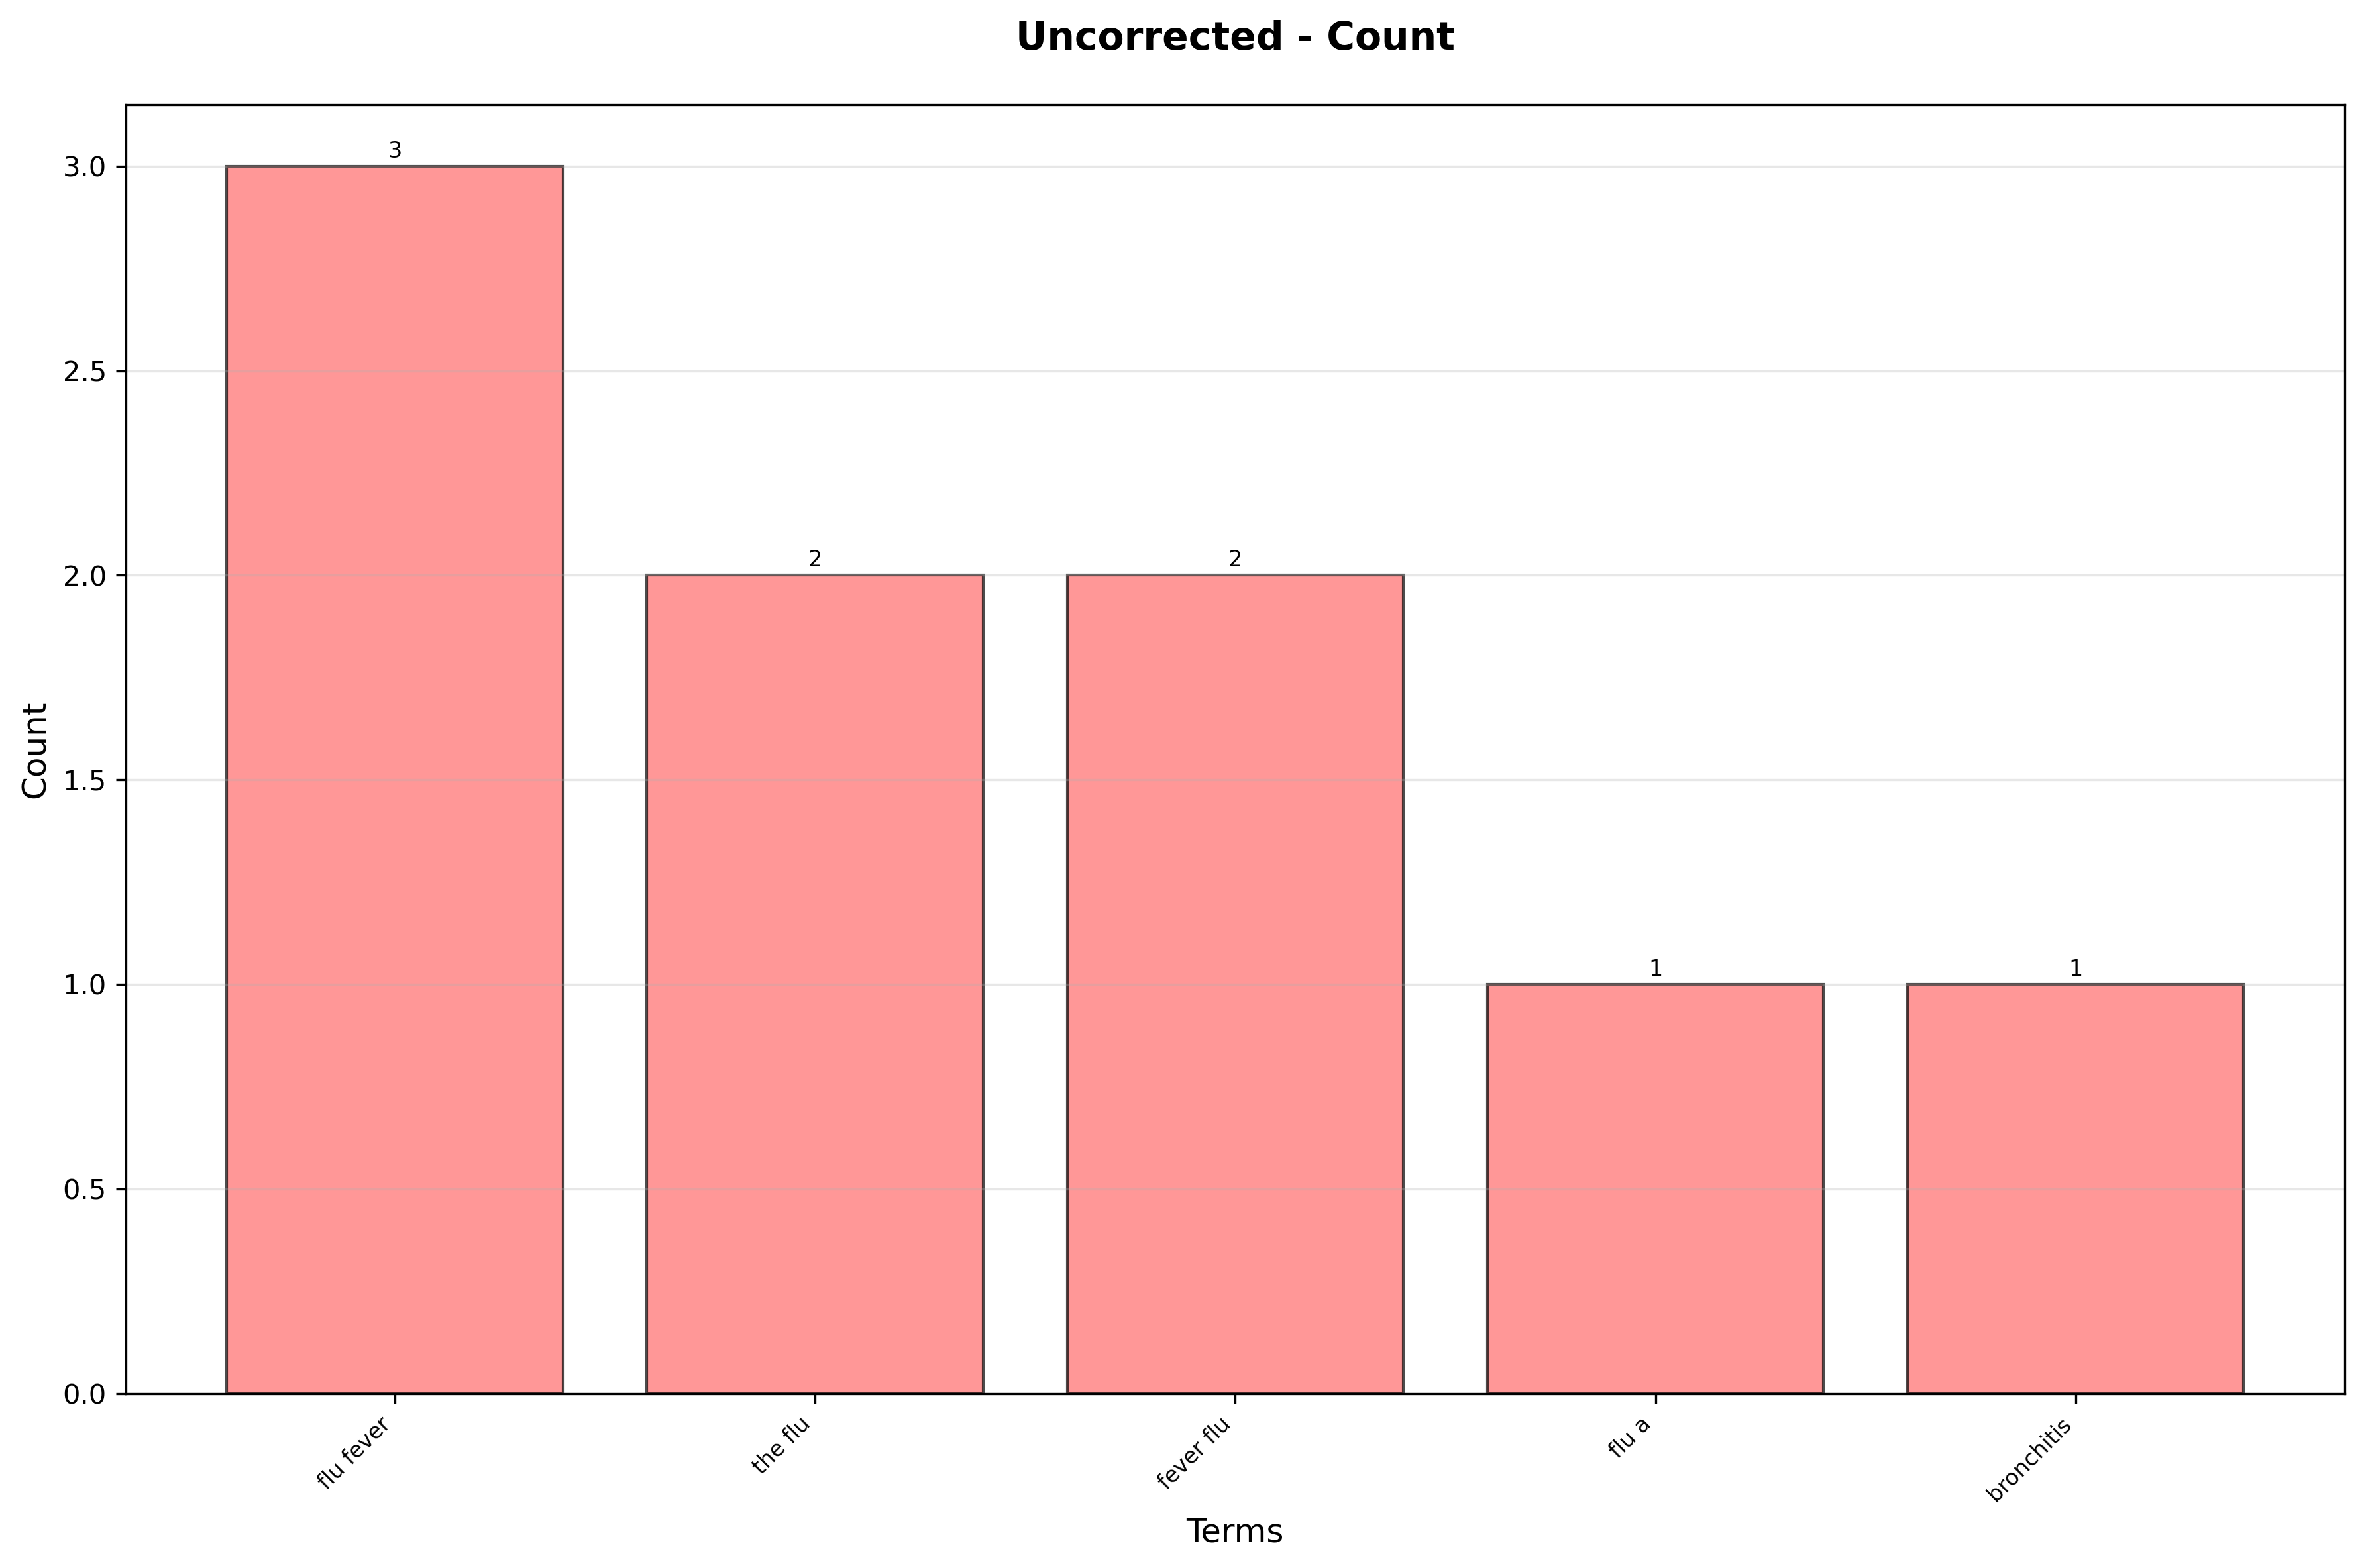 Uncorrected - Count
3
2
2
1
1
3.0
2.5
2.0
1.5
1.0
0.5
0.0
Count
flu fever
the flu
fever flu
flu a
bronchitis
Terms